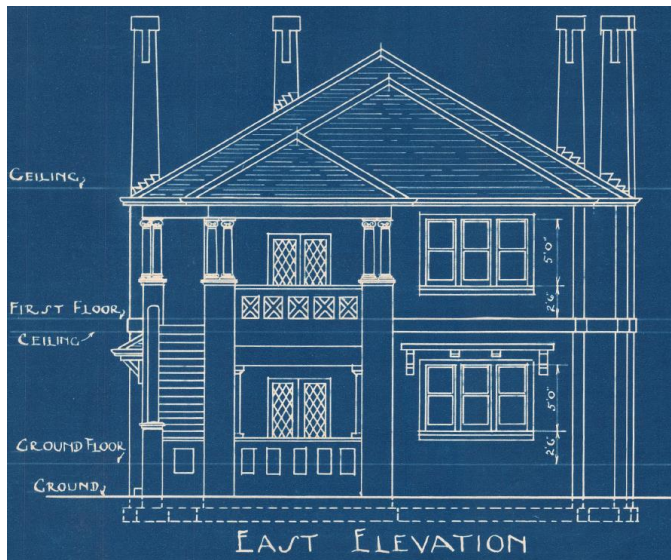 CEILING
5'0"
FIRST FLOOR
2'6"
CEILING
5'0"
GROUND FLOOR
2'6"
GROUND
EAST ELEVATION